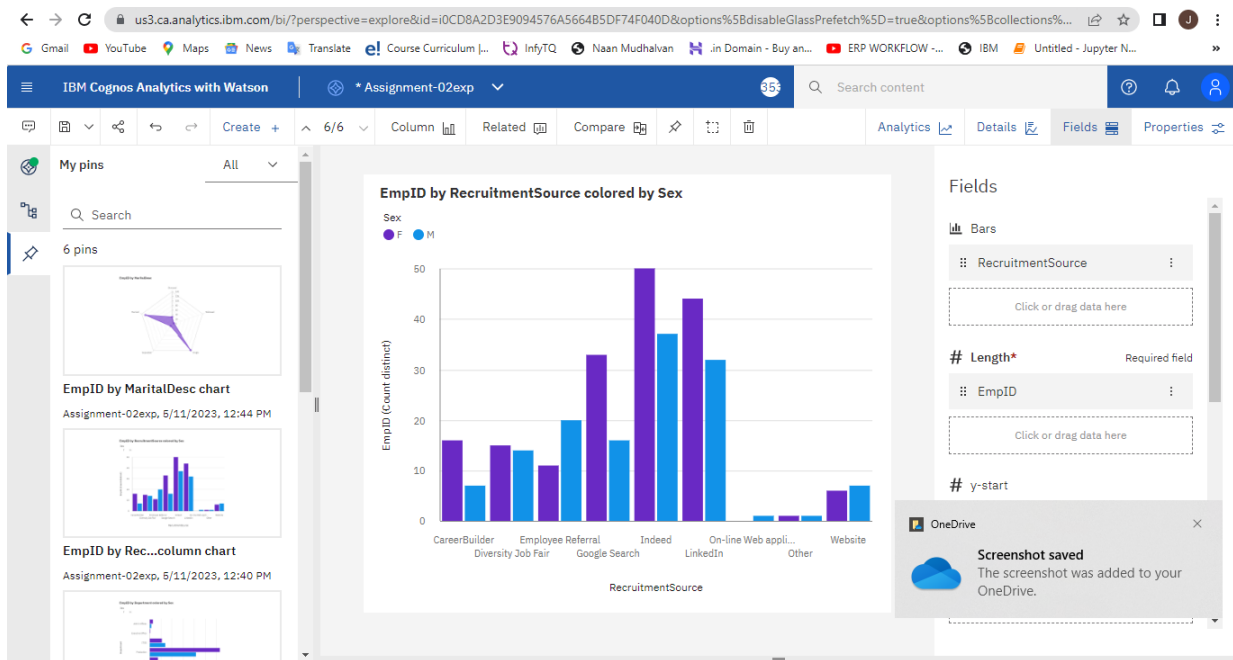 us3.ca.analytics.ibm.com/bi/?perspective=explore&id=i0CD8A2D3E9094576A5664B5DF74F040D&options%5BdisableGlassPrefetch%5D=true&options%5Bcollections%...
J
Gmail YouTube Maps News Translate Course Curriculum |... InfyTQ Naan Mudhalvan .in Domain - Buy an... ERP WORKFLOW -... IBM Untitled - Jupyter N... »
IBM Cognos Analytics with Watson * Assignment-02exp 353 Search content
Create + 6/6 Column Related Compare Analytics Details Fields Properties
My pins All
Search
6 pins
EmpID by MaritalDesc chart
Assignment-02exp, 5/11/2023, 12:44 PM
EmpID by Rec...column chart
Assignment-02exp, 5/11/2023, 12:40 PM
EmpID by RecruitmentSource colored by Sex
Sex
F M
50
40
30
20
10
0
EmpID (Count distinct)
CareerBuilder Employee Referral Indeed On-line Web appli... Website
Diversity Job Fair Google Search LinkedIn Other
RecruitmentSource
Fields
Bars
RecruitmentSource
Click or drag data here
# Length* Required field
EmpID
Click or drag data here
# y-start
OneDrive
Screenshot saved
The screenshot was added to your
OneDrive.